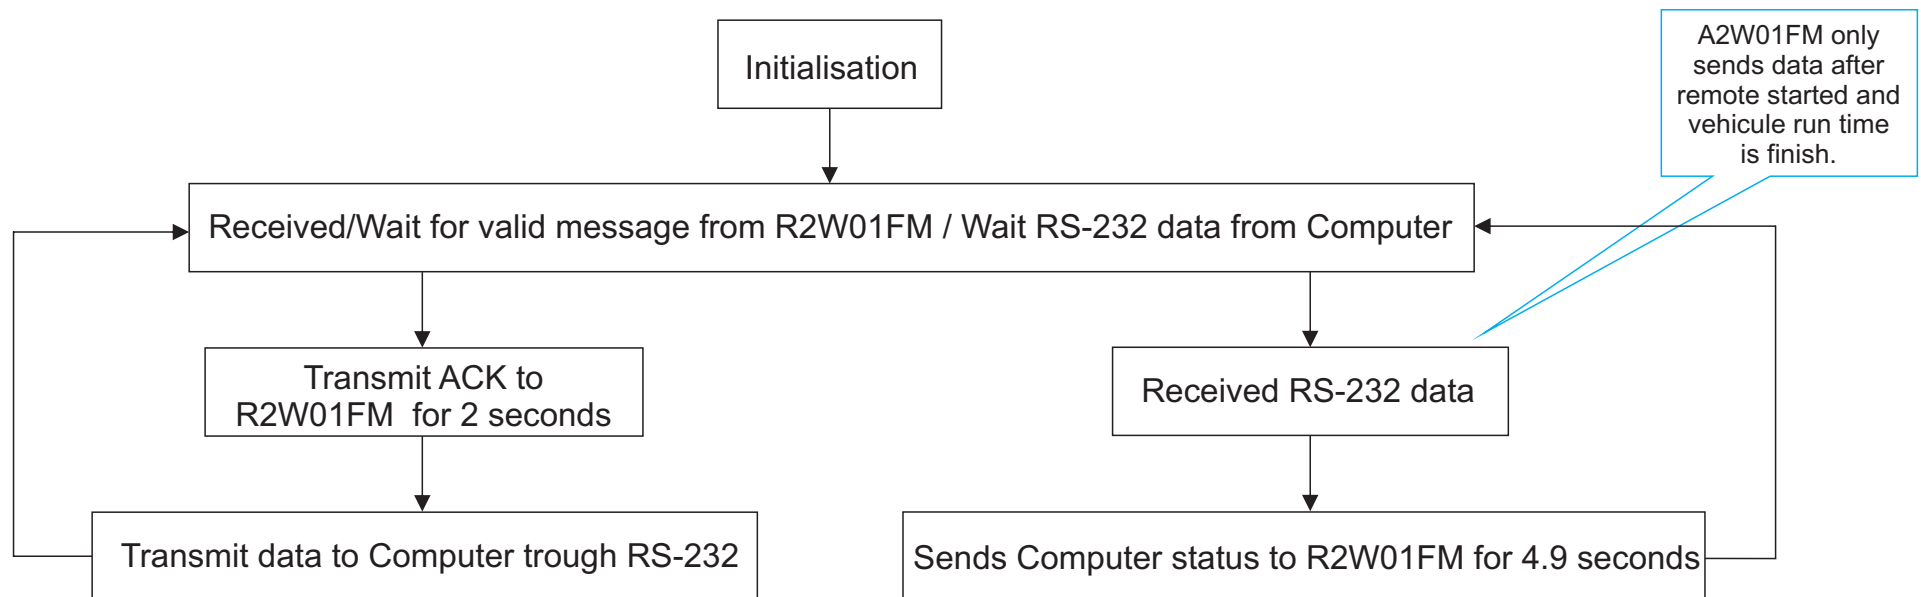 Initialisation
A2W01FM only
sends data after
remote started and
vehicule run time
is finish.
Received/Wait for valid message from R2W01FM / Wait RS-232 data from Computer
Transmit ACK to
R2W01FM for 2 seconds
Received RS-232 data
Transmit data to Computer trough RS-232
Sends Computer status to R2W01FM for 4.9 seconds